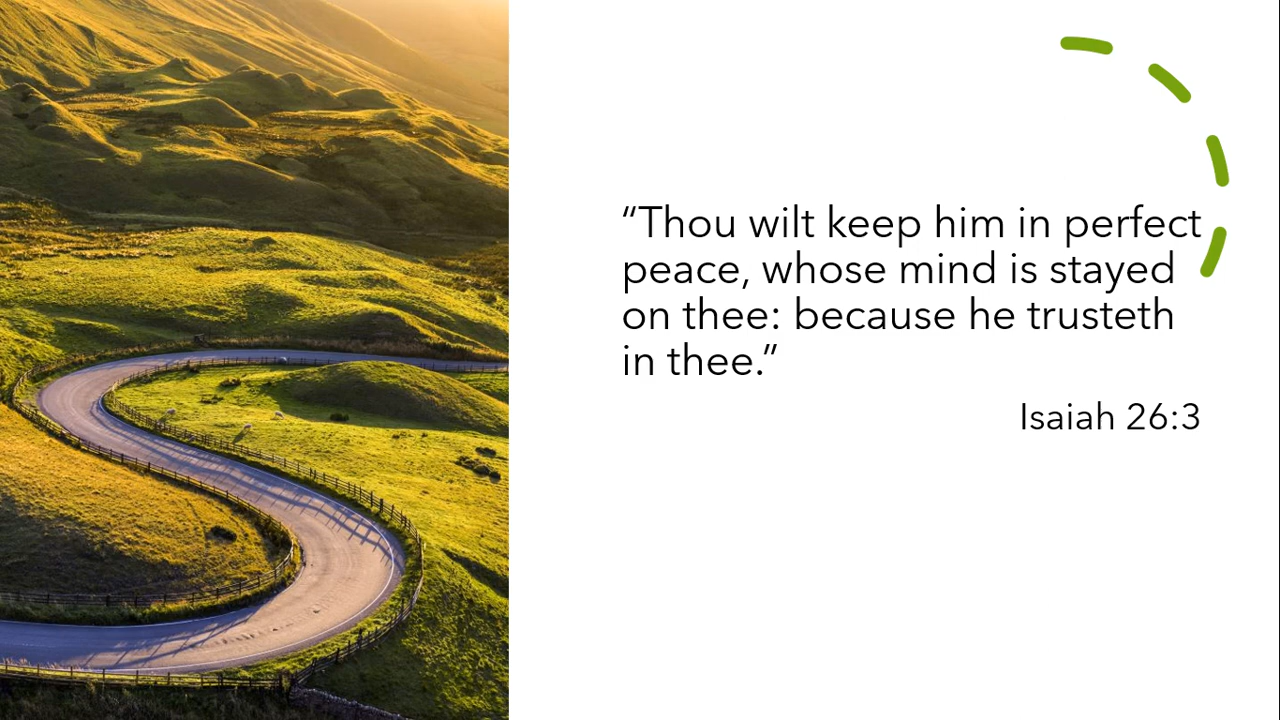 “Thou wilt keep him in perfect
peace, whose mind is stayed
on thee: because he trusteth
in thee.”
Isaiah 26:3